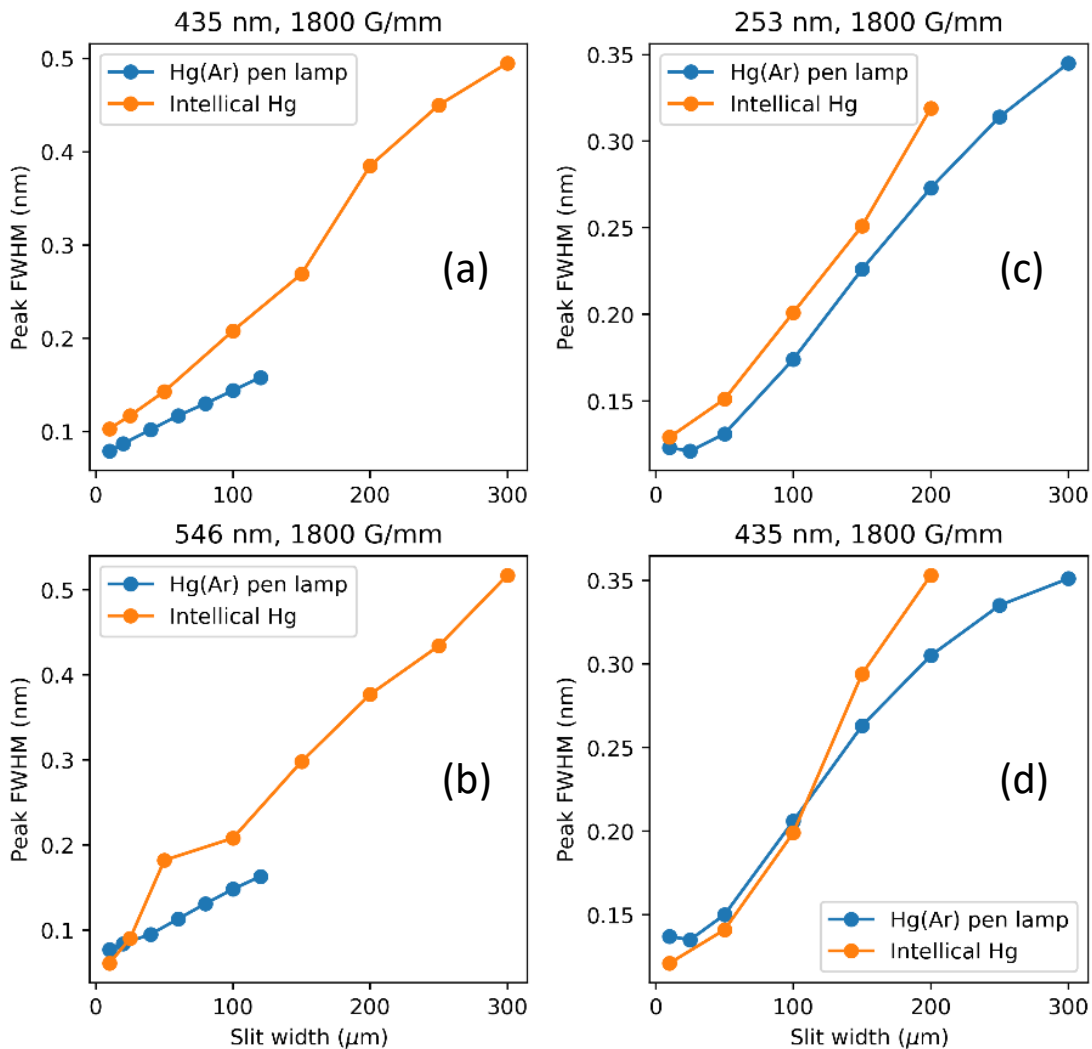 435 nm, 1800 G/mm
Hg(Ar) pen lamp
Intellical Hg
(a)
Peak FWHM (nm)
0.5
0.4
0.3
0.2
0.1
0 100 200 300
253 nm, 1800 G/mm
Hg(Ar) pen lamp
Intellical Hg
(c)
Peak FWHM (nm)
0.35
0.30
0.25
0.20
0.15
0 100 200 300
546 nm, 1800 G/mm
Hg(Ar) pen lamp
Intellical Hg
(b)
Peak FWHM (nm)
0.5
0.4
0.3
0.2
0.1
0 100 200 300
Slit width (μm)
435 nm, 1800 G/mm
(d)
Hg(Ar) pen lamp
Intellical Hg
Peak FWHM (nm)
0.35
0.30
0.25
0.20
0.15
0 100 200 300
Slit width (μm)